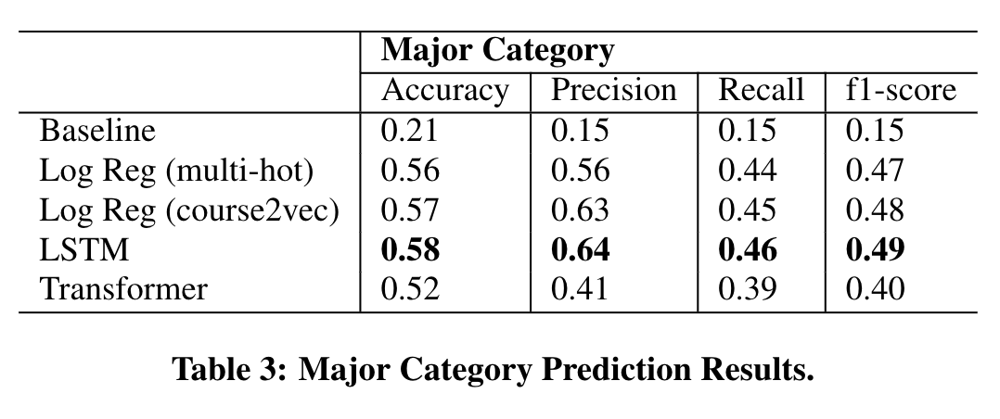 Major Category
Accuracy Precision Recall f1-score
Baseline 0.21 0.15 0.15 0.15
Log Reg (multi-hot) 0.56 0.56 0.44 0.47
Log Reg (course2vec) 0.57 0.63 0.45 0.48
LSTM 0.58 0.64 0.46 0.49
Transformer 0.52 0.41 0.39 0.40
Table 3: Major Category Prediction Results.